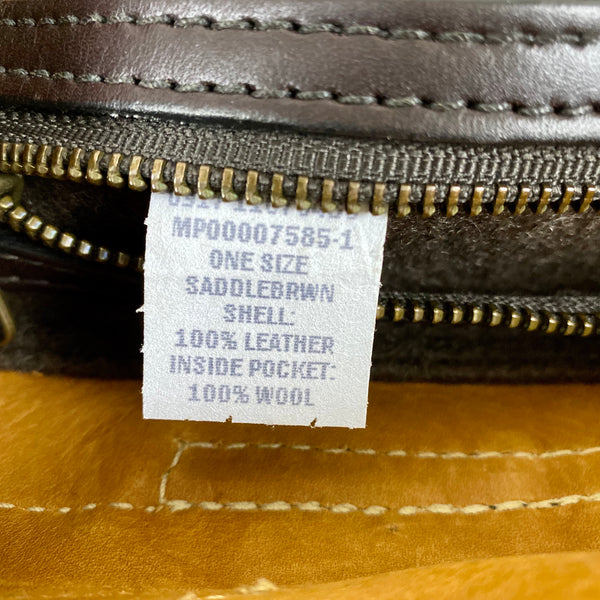 MP00007585-1
ONE SIZE
SADDLEBRWN
SHELL:
100% LEATHER
INSIDE POCKET:
100% WOOL